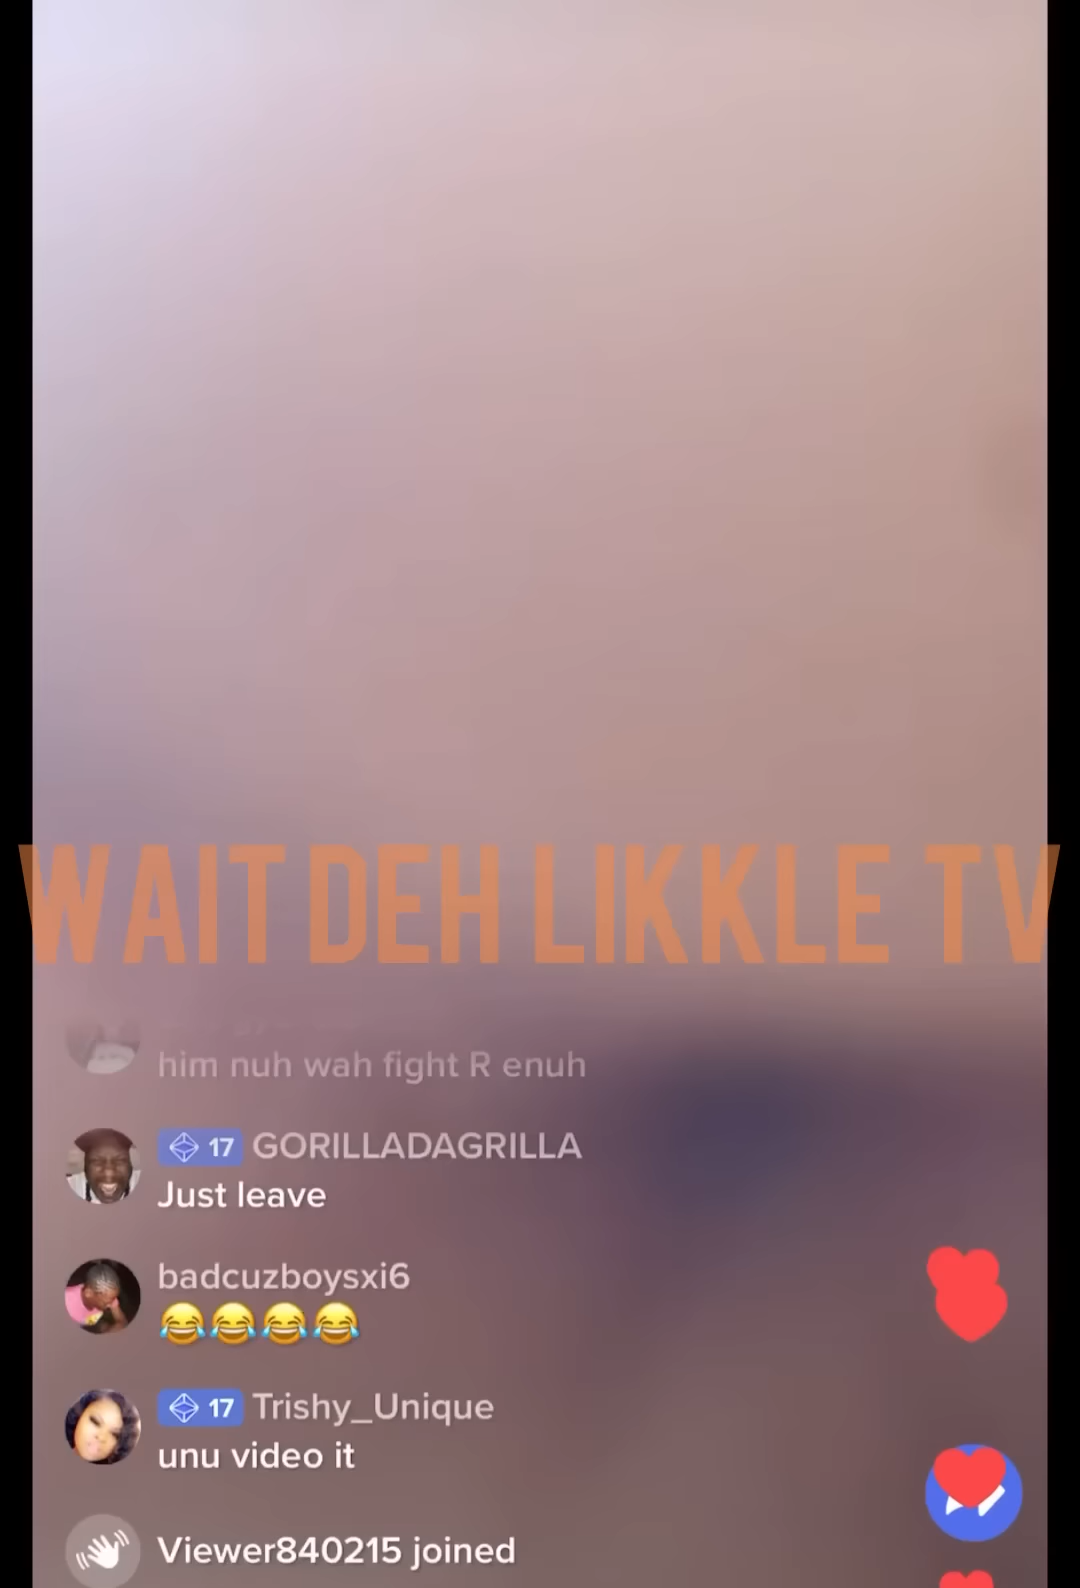 WAIT DEH LIKKLE TV
him nuh wah fight R enuh
17 GORILLADAGRILLA
Just leave
badcuzboysxi6
😂😂😂😂
17 Trishy_Unique
unu video it
Viewer840215 joined